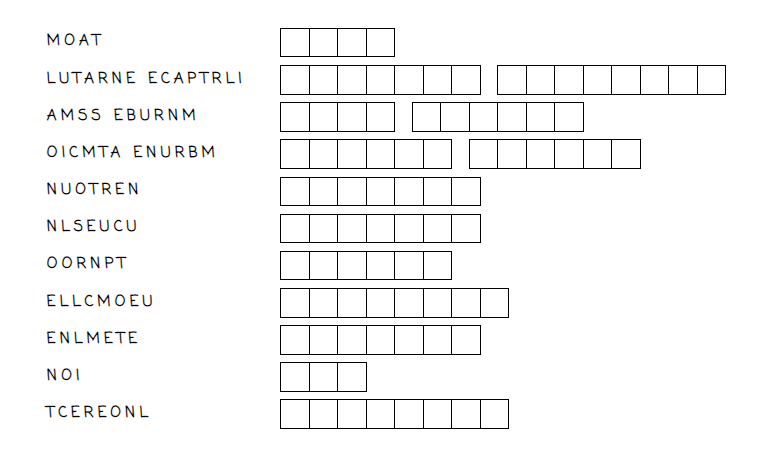 MOAT
LUTARNE ECAPTRLI
AMSS EBURNM
OICMTA ENURBM
NUOTREN
NLSEUCU
OORNPT
ELLCMOEU
ENLMETE
NOI
TCEREONL